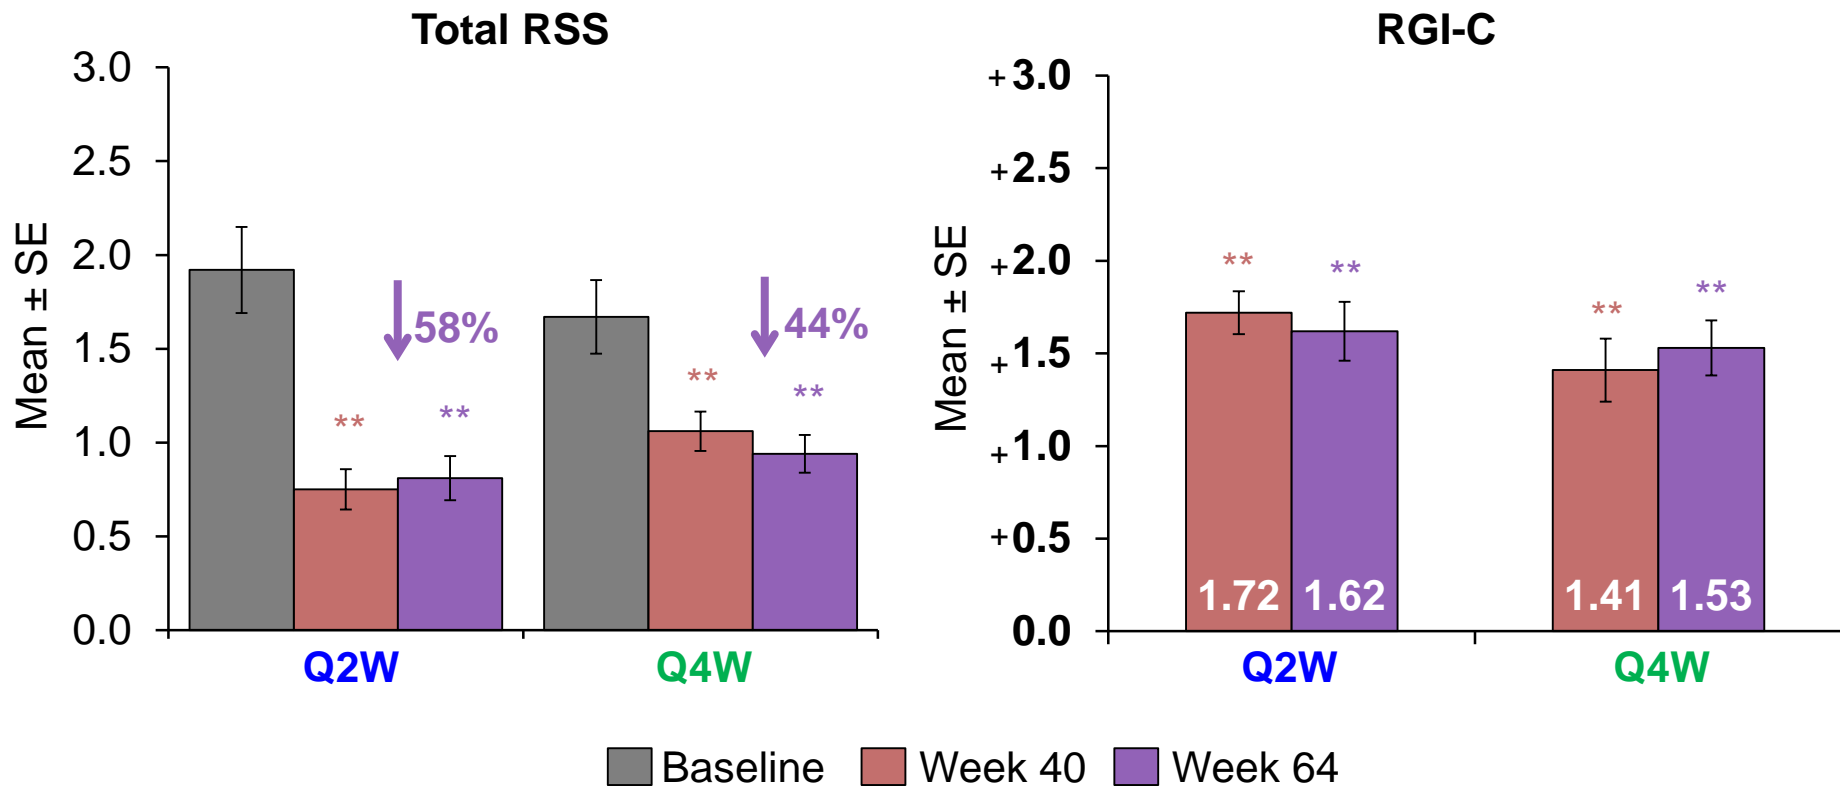 Total RSS
3.0
2.5
2.0
1.5
1.0
0.5
0.0
Mean ± SE
58%
44%
**
**
**
**
Q2W
Q4W
RGI-C
+3.0
+2.5
+2.0
+1.5
+1.0
+0.5
0.0
Mean ± SE
**
**
**
**
1.72
1.62
1.41
1.53
Q2W
Q4W
Baseline
Week 40
Week 64